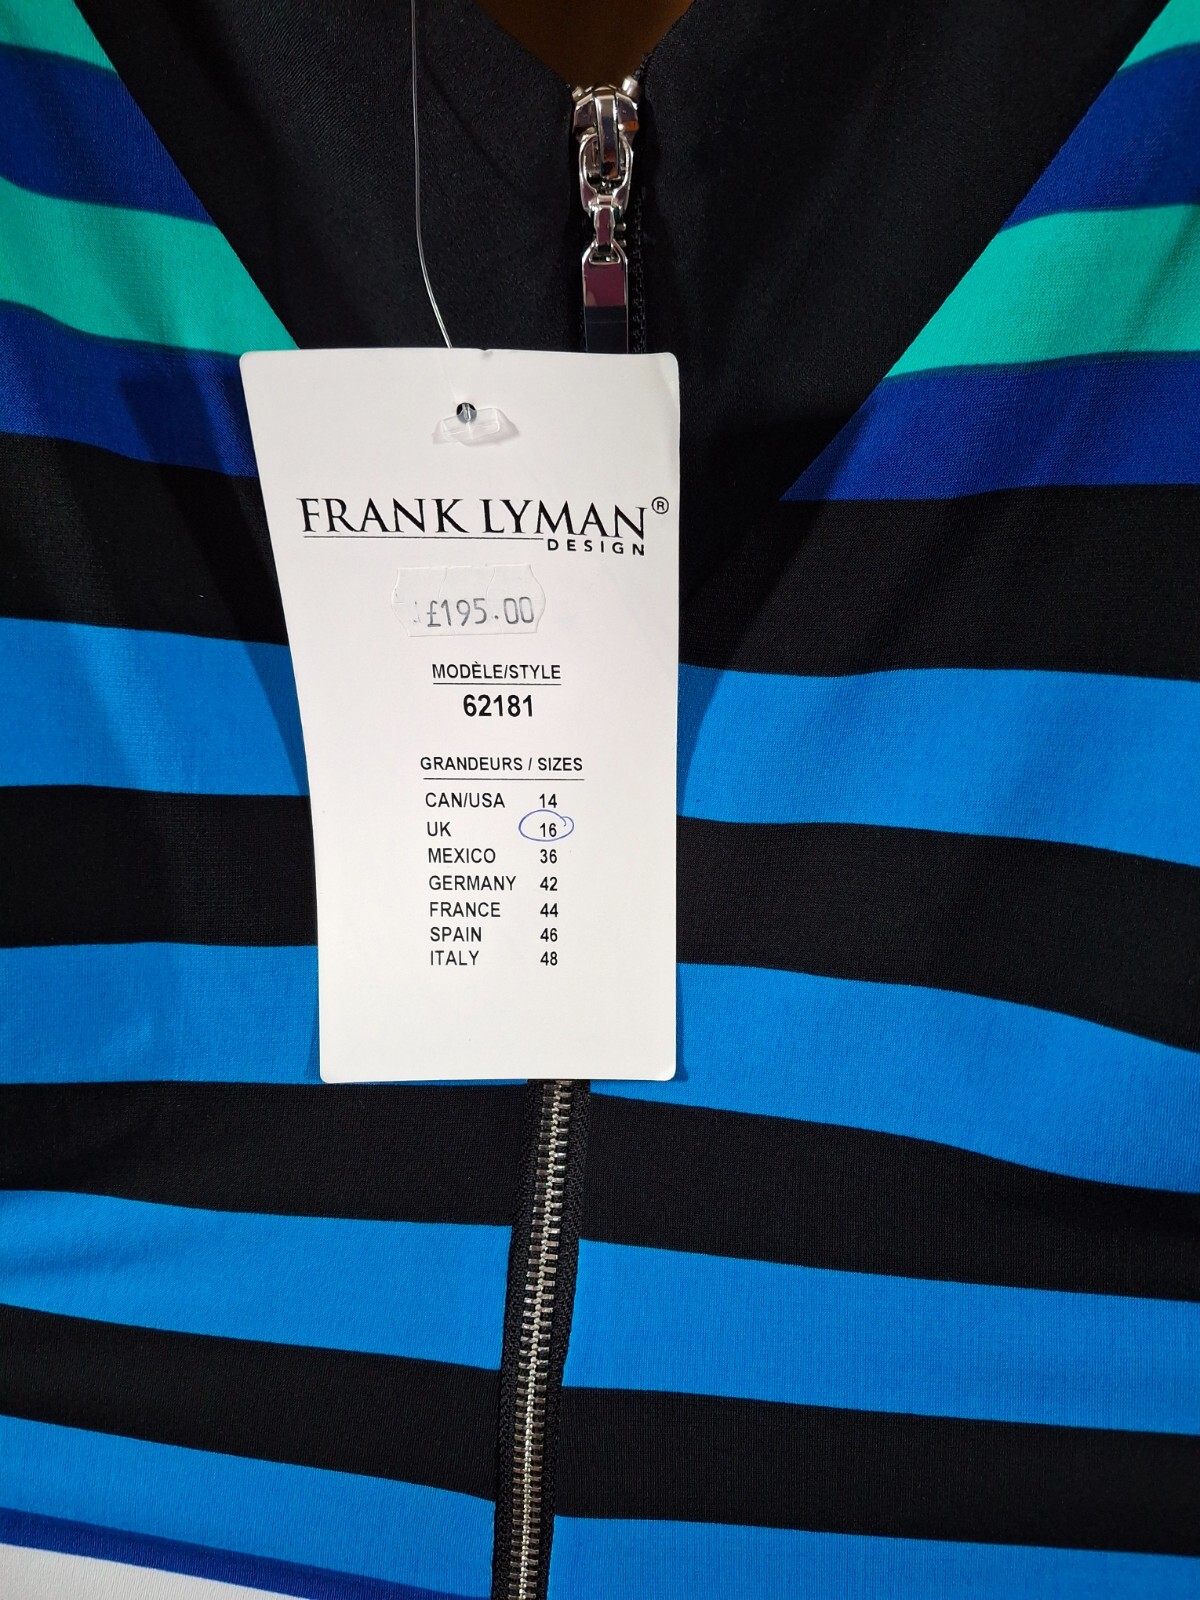 FRANK LYMAN®
DESIGN
£195.00
MODÈLE/STYLE
62181
GRANDEURS / SIZES
CAN/USA 14
UK 16
MEXICO 36
GERMANY 42
FRANCE 44
SPAIN 46
ITALY 48